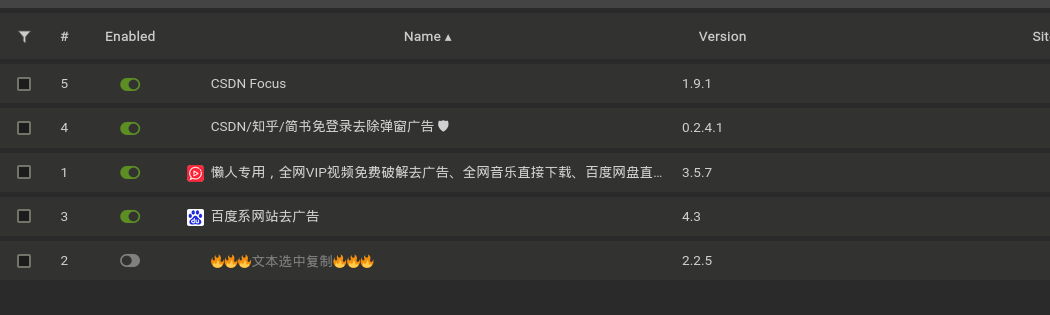 # Enabled Name ▲ Version Sit
5 CSDN Focus 1.9.1
4 CSDN/知乎/简书免登录去除弹窗广告 🛡 0.2.4.1
1 懒人专用，全网VIP视频免费破解去广告、全网音乐直接下载、百度网盘直... 3.5.7
3 百度系网站去广告 4.3
2 🔥🔥🔥文本选中复制🔥🔥🔥 2.2.5